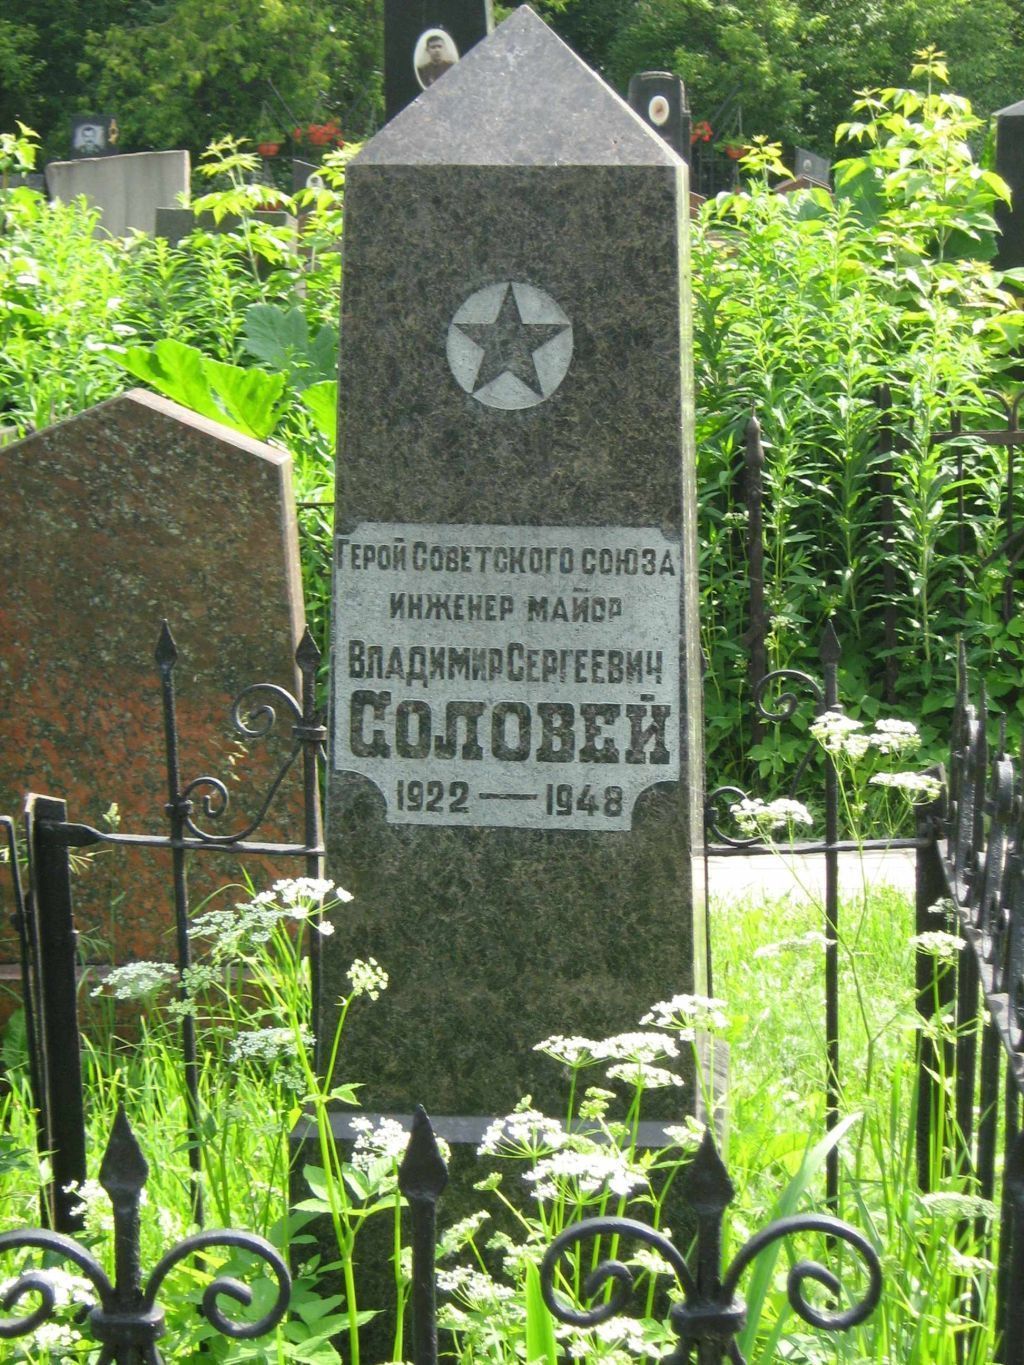 Герой Советского Союза
инженер майор
Владимир Сергеевич
Соловей
1922 — 1948